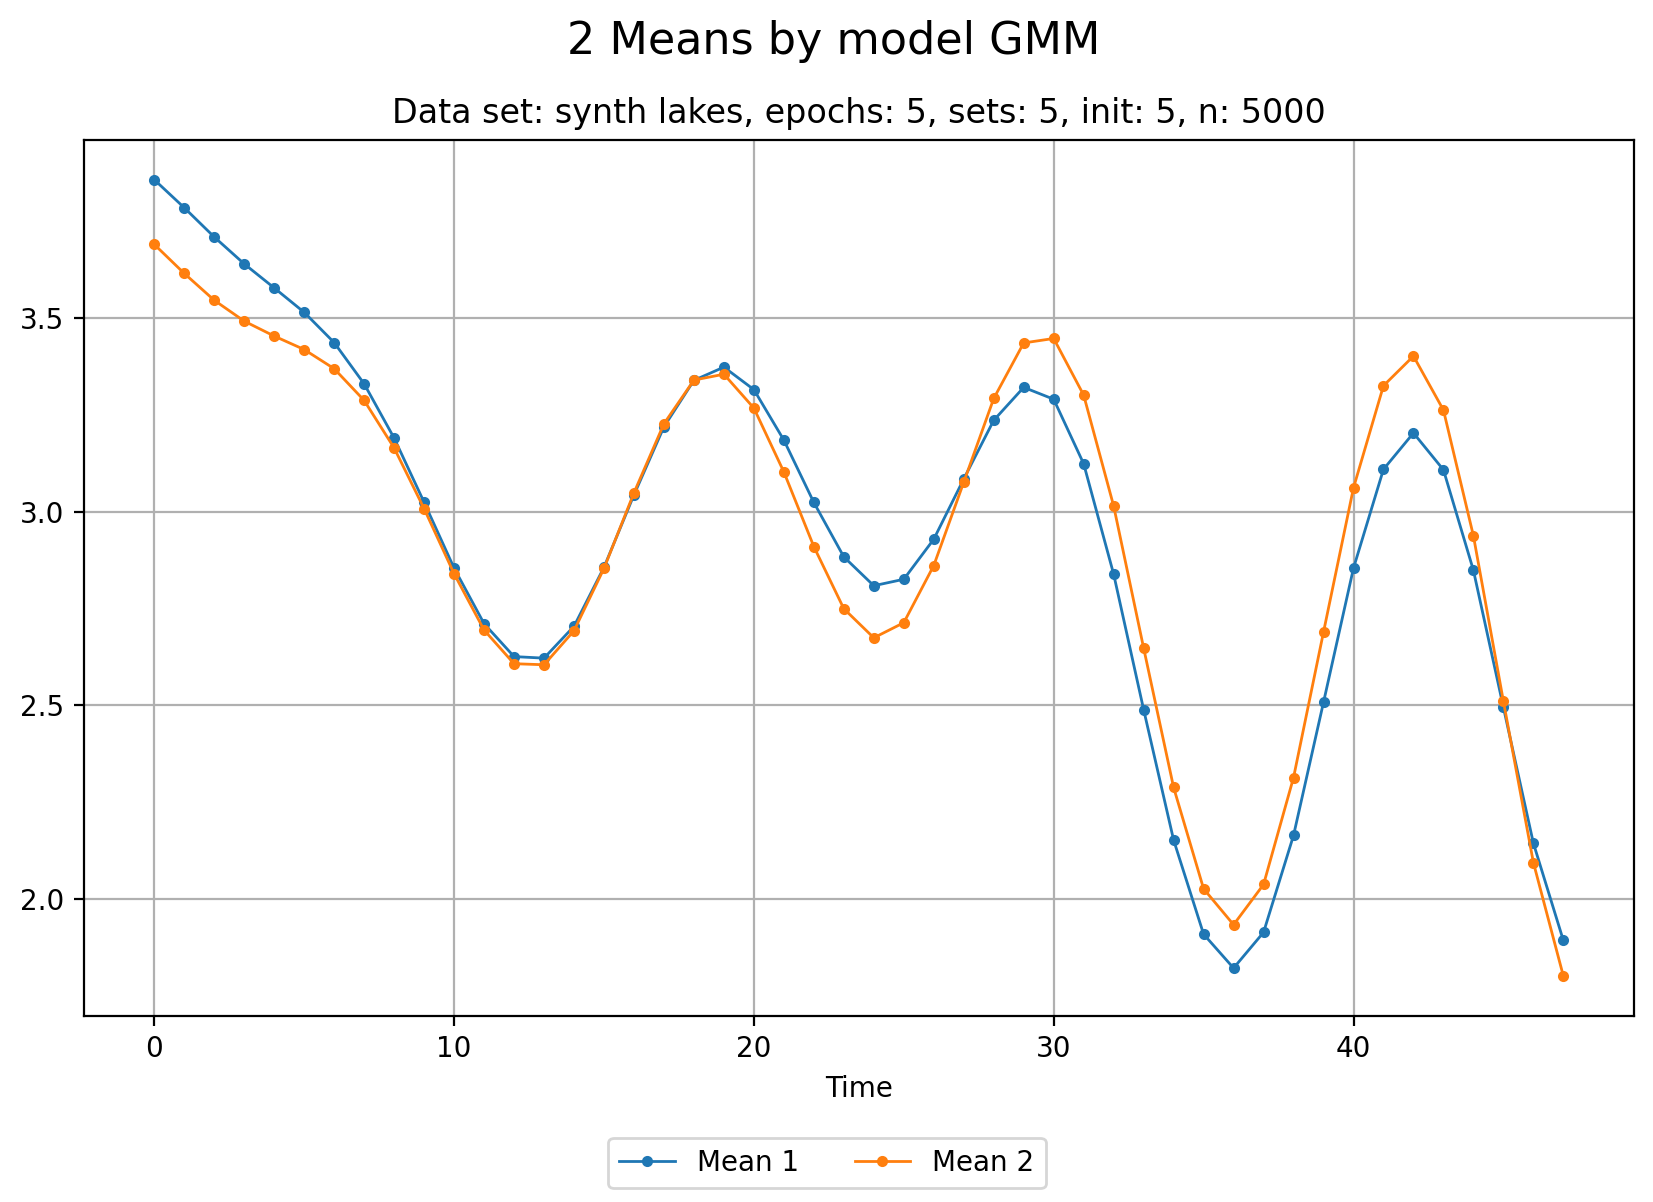 2 Means by model GMM
Data set: synth lakes, epochs: 5, sets: 5, init: 5, n: 5000
3.5
3.0
2.5
2.0
0 10 20 30 40
Time
Mean 1 Mean 2